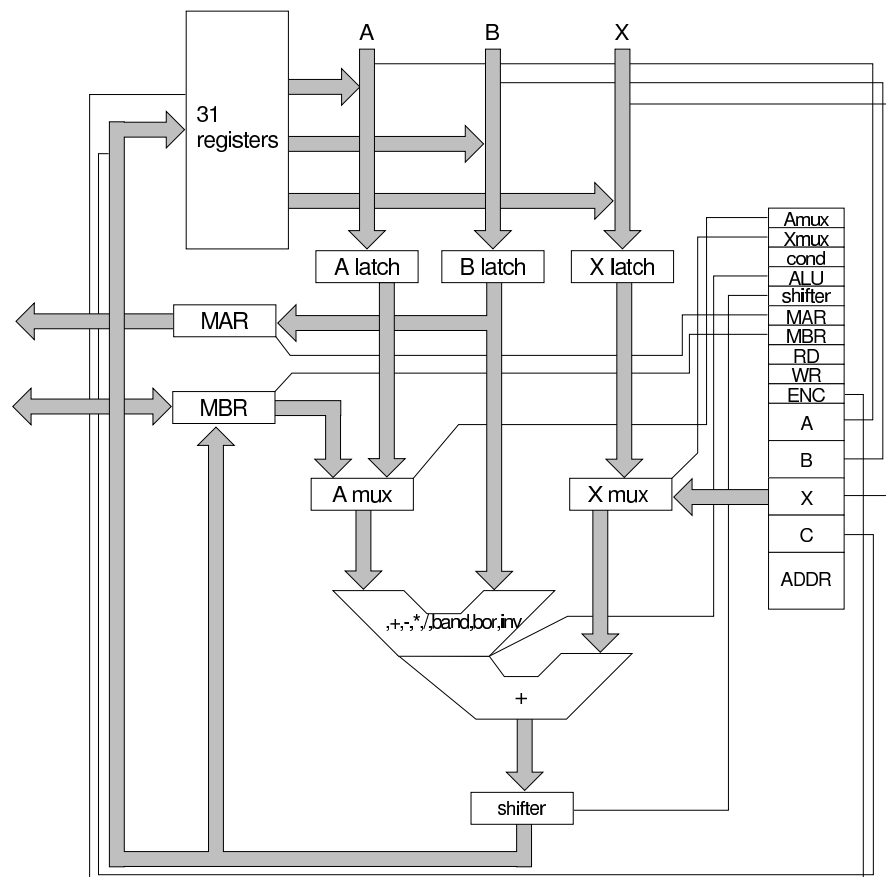 A B X
31
registers
A latch B latch X latch
MAR
MBR
A mux X mux
,+,-,*,/,band,bor,inv
+
shifter
Amux
Xmux
cond
ALU
shifter
MAR
MBR
RD
WR
ENC
A
B
X
C
ADDR